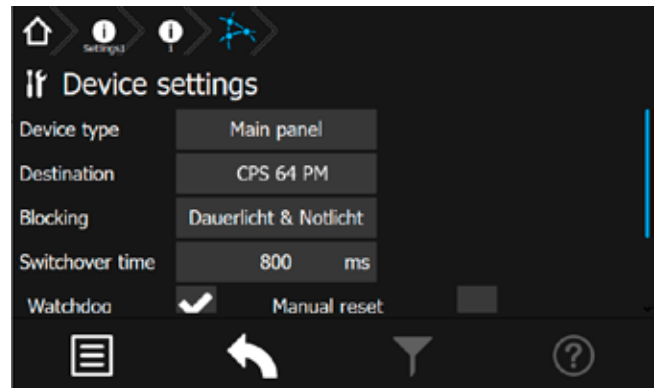 Settings1
1
Device settings
Device type Main panel
Destination CPS 64 PM
Blocking Dauerlicht & Notlicht
Switchover time 800 ms
Watchdog Manual reset